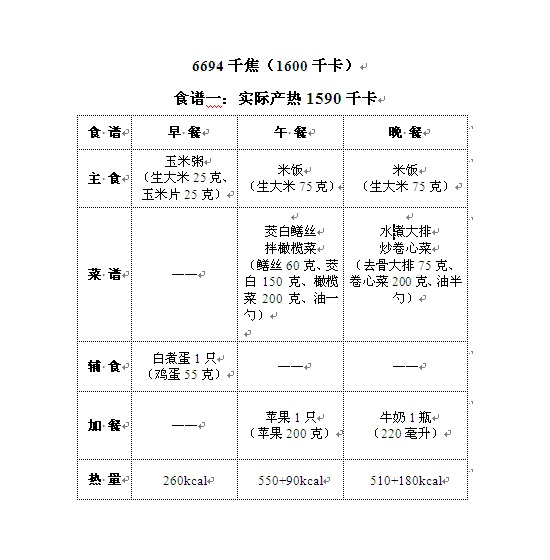 6694 千焦（1600 千卡）
食谱一：实际产热 1590 千卡
食 谱 早 餐 午 餐 晚 餐
主 食
玉米粥
（生大米 25 克、
玉米片 25 克）
米饭
（生大米 75 克）
米饭
（生大米 75 克）
菜 谱
——
茭白鳝丝
拌橄榄菜
（鳝丝 60 克、茭
白 150 克、橄榄
菜 200 克、油一
勺）
水煮大排
炒卷心菜
（去骨大排 75 克、
卷心菜 200 克、油半
勺）
辅 食
白煮蛋 1 只
（鸡蛋 55 克）
——
——
加 餐
——
苹果 1 只
（苹果 200 克）
牛奶 1 瓶
（220 毫升）
热 量 260kcal 550+90kcal 510+180kcal